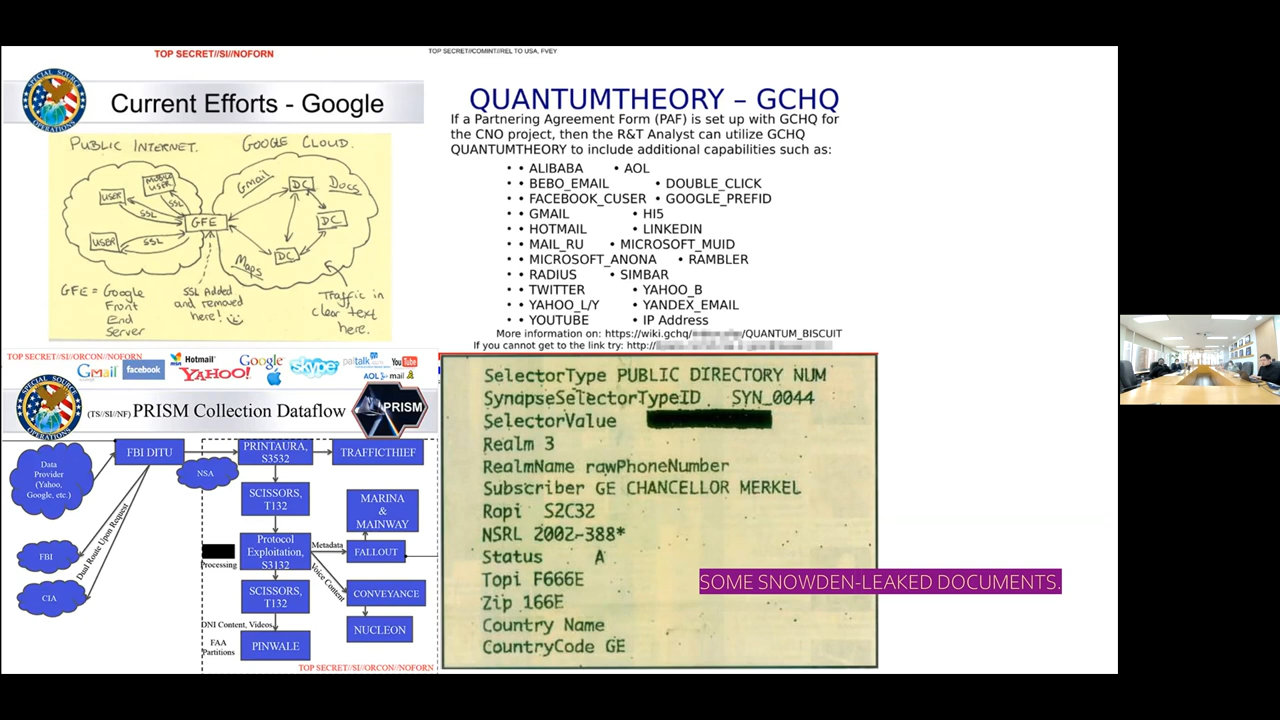 TOP SECRET//SI//NOFORN
Current Efforts - Google
PUBLIC INTERNET.
GOOGLE CLOUD.
USER
MOBILE USER
USER
SSL
SSL
SSL
GFE
Gmail
DC
Docs
DC
DC
Maps
GFE = Google
Front
End
Server
SSL Added
and removed
here!
Traffic in
clear text
here.
TOP SECRET//COMINT//REL TO USA, FVEY
QUANTUMTHEORY – GCHQ
If a Partnering Agreement Form (PAF) is set up with GCHQ for
the CNO project, then the R&T Analyst can utilize GCHQ
QUANTUMTHEORY to include additional capabilities such as:
• • ALIBABA • AOL
• • BEBO_EMAIL • DOUBLE_CLICK
• • FACEBOOK_CUSER • GOOGLE_PREFID
• • GMAIL • HI5
• • HOTMAIL • LINKEDIN
• • MAIL_RU • MICROSOFT_MUID
• • MICROSOFT_ANONA • RAMBLER
• • RADIUS • SIMBAR
• • TWITTER • YAHOO_B
• • YAHOO_L/Y • YANDEX_EMAIL
• • YOUTUBE • IP Address
More information on: https://wiki.gchq/ /QUANTUM_BISCUIT
If you cannot get to the link try: http://
TOP SECRET//SI//ORCON//NOFORN
Gmail
facebook
Hotmail
YAHOO!
Google
skype
paltalk
YouTube
AOL mail
(TS//SI//NF) PRISM Collection Dataflow
PRISM
Data
Provider
(Yahoo,
Google, etc.)
FBI DITU
NSA
PRINTAURA,
S3532
TRAFFICTHIEF
SCISSORS,
T132
MARINA
&
MAINWAY
FBI
CIA
Dual Route Upon Request
Processing
Protocol
Exploitation,
S3132
Metadata
FALLOUT
Voice Content
SCISSORS,
T132
CONVEYANCE
DNI Content, Videos
FAA
Partitions
PINWALE
NUCLEON
TOP SECRET//SI//ORCON//NOFORN
SelectorType PUBLIC DIRECTORY NUM
SynapseSelectorTypeID SYN_0044
SelectorValue
Realm 3
RealmName rawPhoneNumber
Subscriber GE CHANCELLOR MERKEL
Ropi S2C32
NSRL 2002-388*
Status A
Topi F666E
Zip 166E
Country Name
CountryCode GE
SOME SNOWDEN-LEAKED DOCUMENTS.